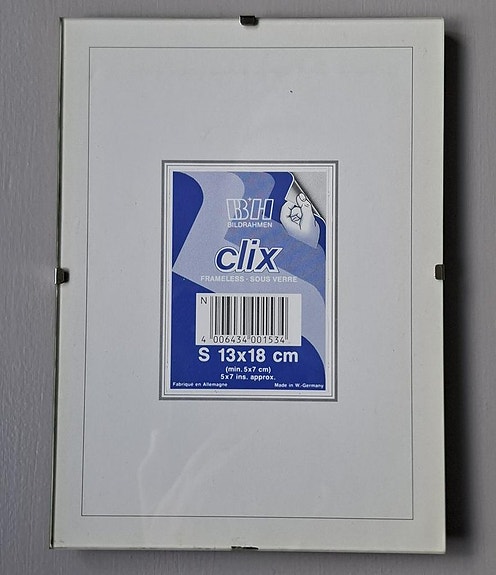 B+H
BILDRAHMEN
clix
FRAMELESS - SOUS VERRE
N
4 006434 001534
S 13x18 cm
(min. 5x7 cm)
5x7 ins. approx.
Fabriqué en Allemagne Made in W.-Germany